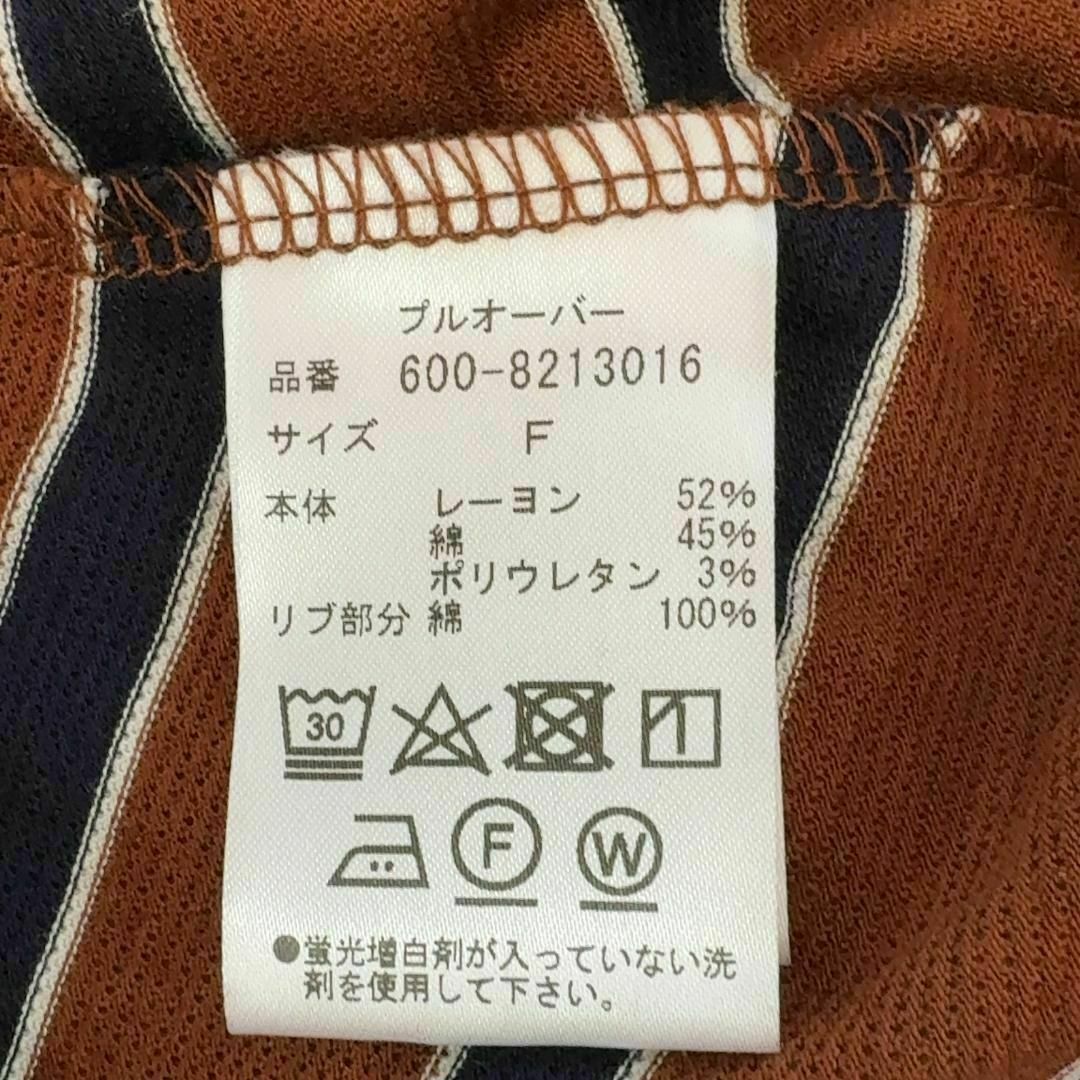 プルオーバー
品番 600-8213016
サイズ F
本体 レーヨン 52%
綿 45%
ポリウレタン 3%
リブ部分 綿 100%
30
F W
●蛍光増白剤が入っていない洗
剤を使用して下さい。